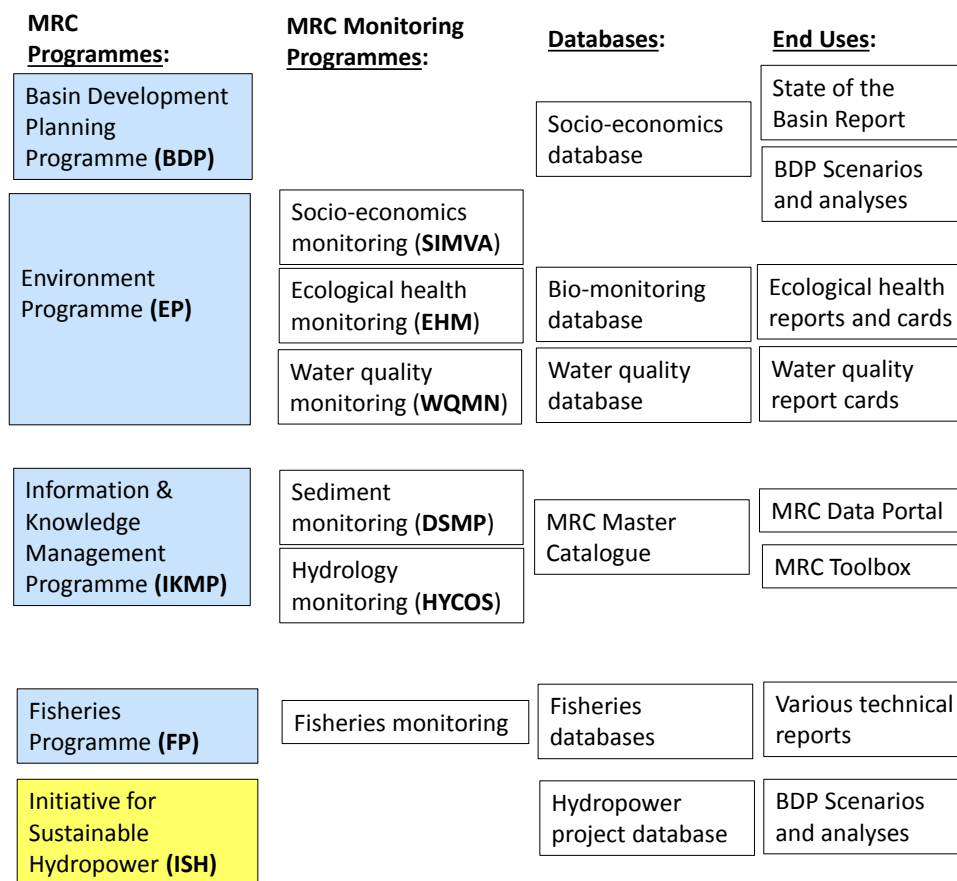 MRC
Programmes:
MRC Monitoring
Programmes:
Databases:
End Uses:
Basin Development
Planning
Programme (BDP)
Socio-economics
database
State of the
Basin Report
BDP Scenarios
and analyses
Environment
Programme (EP)
Socio-economics
monitoring (SIMVA)
Ecological health
monitoring (EHM)
Bio-monitoring
database
Ecological health
reports and cards
Water quality
monitoring (WQMN)
Water quality
database
Water quality
report cards
Information &
Knowledge
Management
Programme (IKMP)
Sediment
monitoring (DSMP)
Hydrology
monitoring (HYCOS)
MRC Master
Catalogue
MRC Data Portal
MRC Toolbox
Fisheries
Programme (FP)
Fisheries monitoring
Fisheries
databases
Various technical
reports
Initiative for
Sustainable
Hydropower (ISH)
Hydropower
project database
BDP Scenarios
and analyses